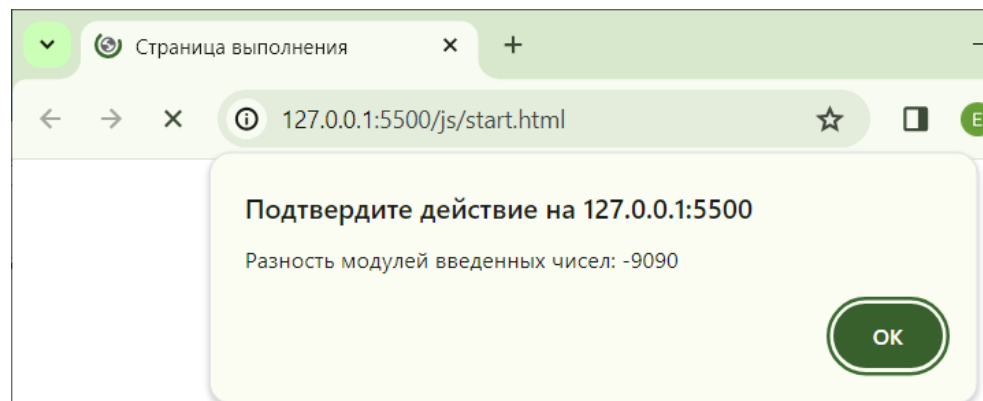 Страница выполнения
127.0.0.1:5500/js/start.html
E
Подтвердите действие на 127.0.0.1:5500
Разность модулей введенных чисел: -9090
ОК